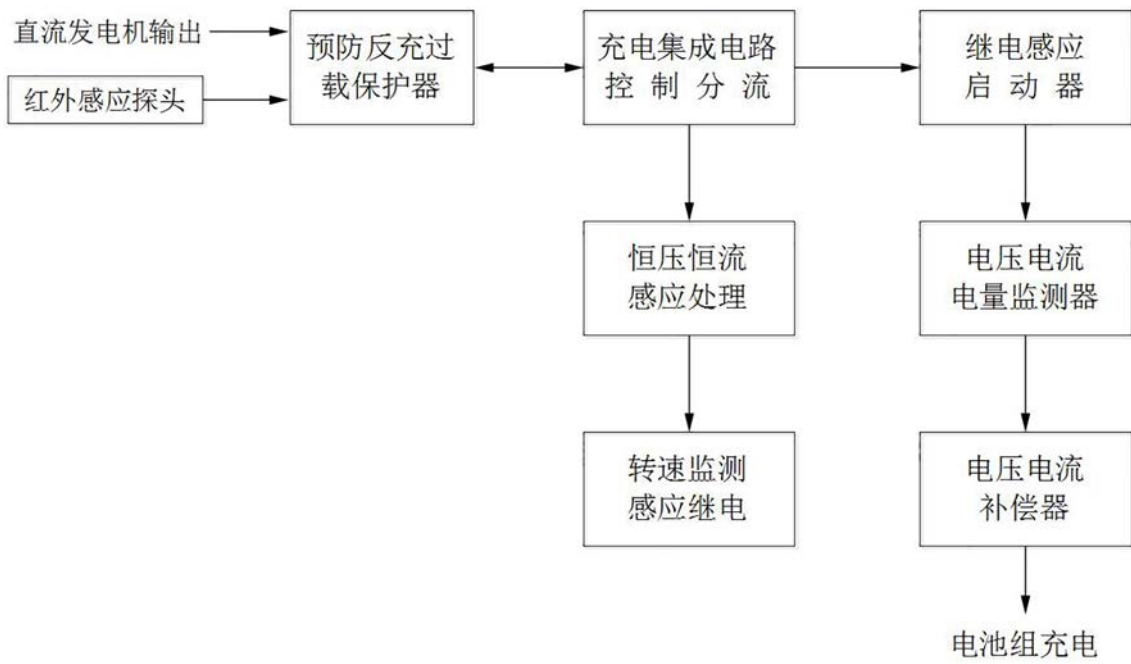 直流发电机输出
红外感应探头
预防反充过
载保护器
充电集成电路
控制分流
继电感应
启动器
恒压恒流
感应处理
电压电流
电量监测器
转速监测
感应继电
电压电流
补偿器
电池组充电